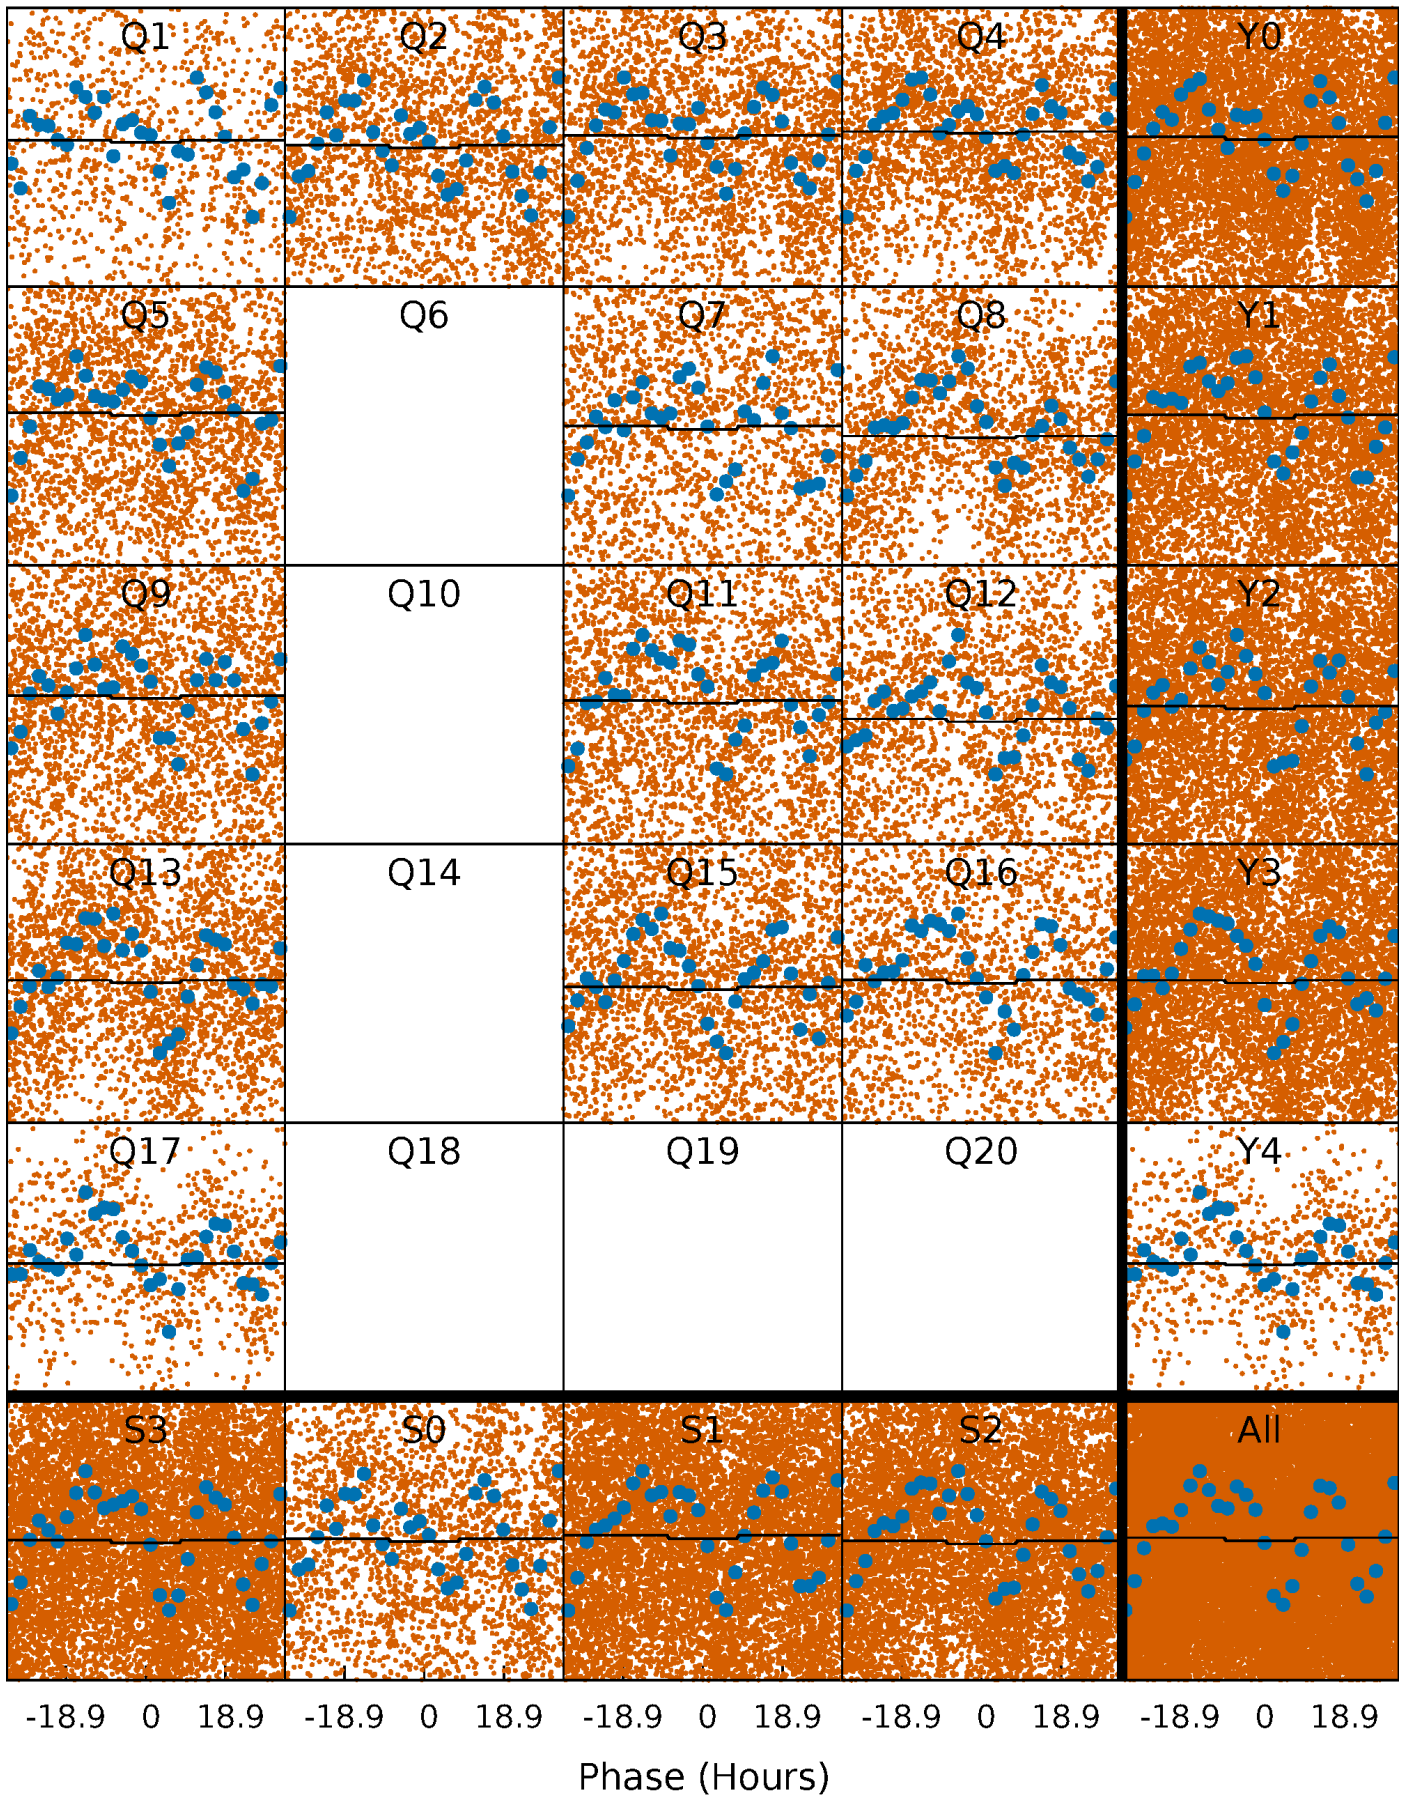 Q1 Q2 Q3 Q4 Y0
Q5 Q6 Q7 Q8 Y1
Q9 Q10 Q11 Q12 Y2
Q13 Q14 Q15 Q16 Y3
Q17 Q18 Q19 Q20 Y4
S3 S0 S1 S2 All
-18.9 0 18.9 -18.9 0 18.9 -18.9 0 18.9 -18.9 0 18.9 -18.9 0 18.9
Phase (Hours)